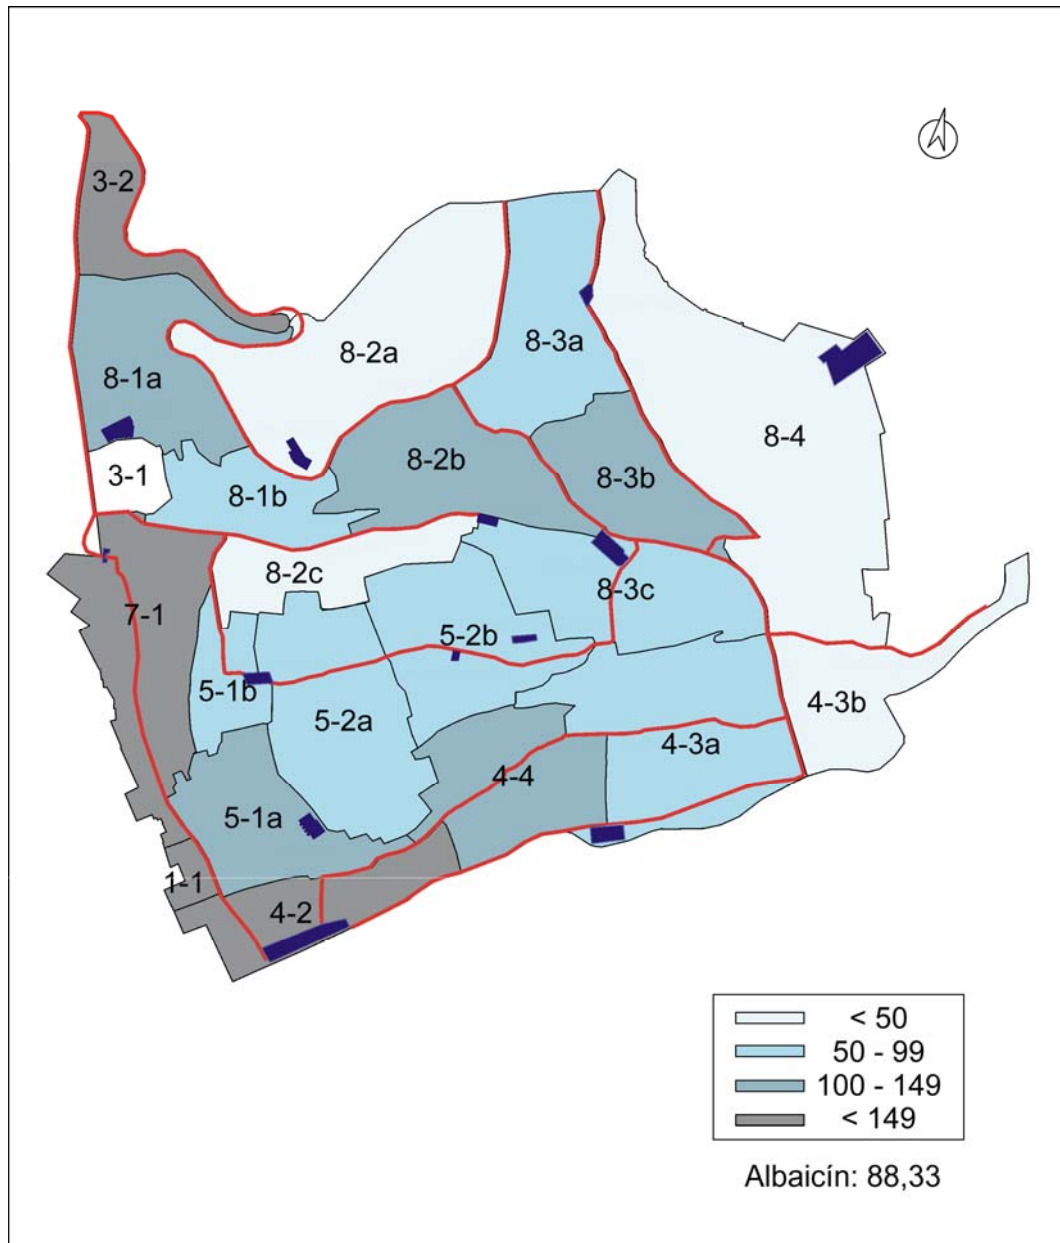 3-2
8-2a
8-3a
8-1a
8-4
8-2b
3-1
8-3b
8-1b
8-2c
8-3c
7-1
5-2b
5-1b
4-3b
5-2a
4-3a
4-4
5-1a
1-1
4-2
< 50
50 - 99
100 - 149
< 149
Albaicín: 88,33